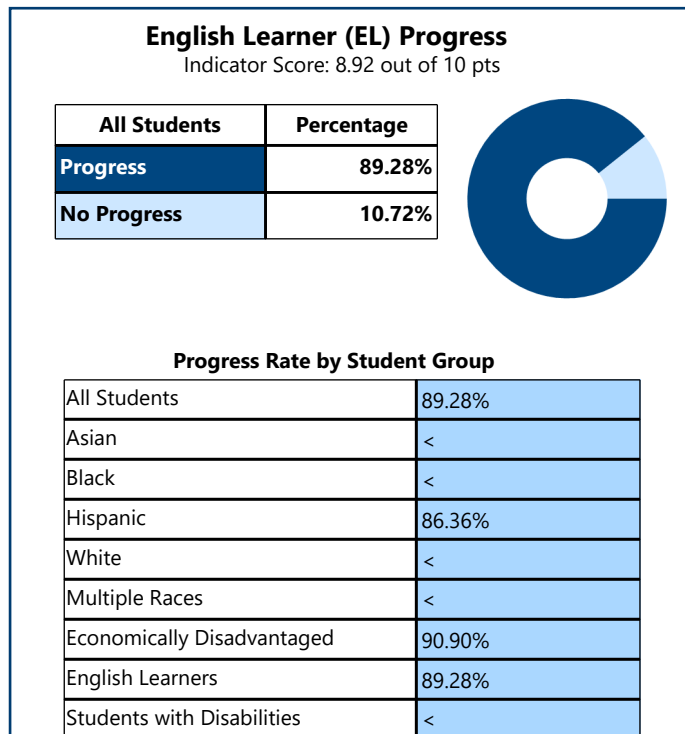 English Learner (EL) Progress
Indicator Score: 8.92 out of 10 pts
All Students Percentage
Progress 89.28%
No Progress 10.72%
Progress Rate by Student Group
All Students 89.28%
Asian <
Black <
Hispanic 86.36%
White <
Multiple Races <
Economically Disadvantaged 90.90%
English Learners 89.28%
Students with Disabilities <